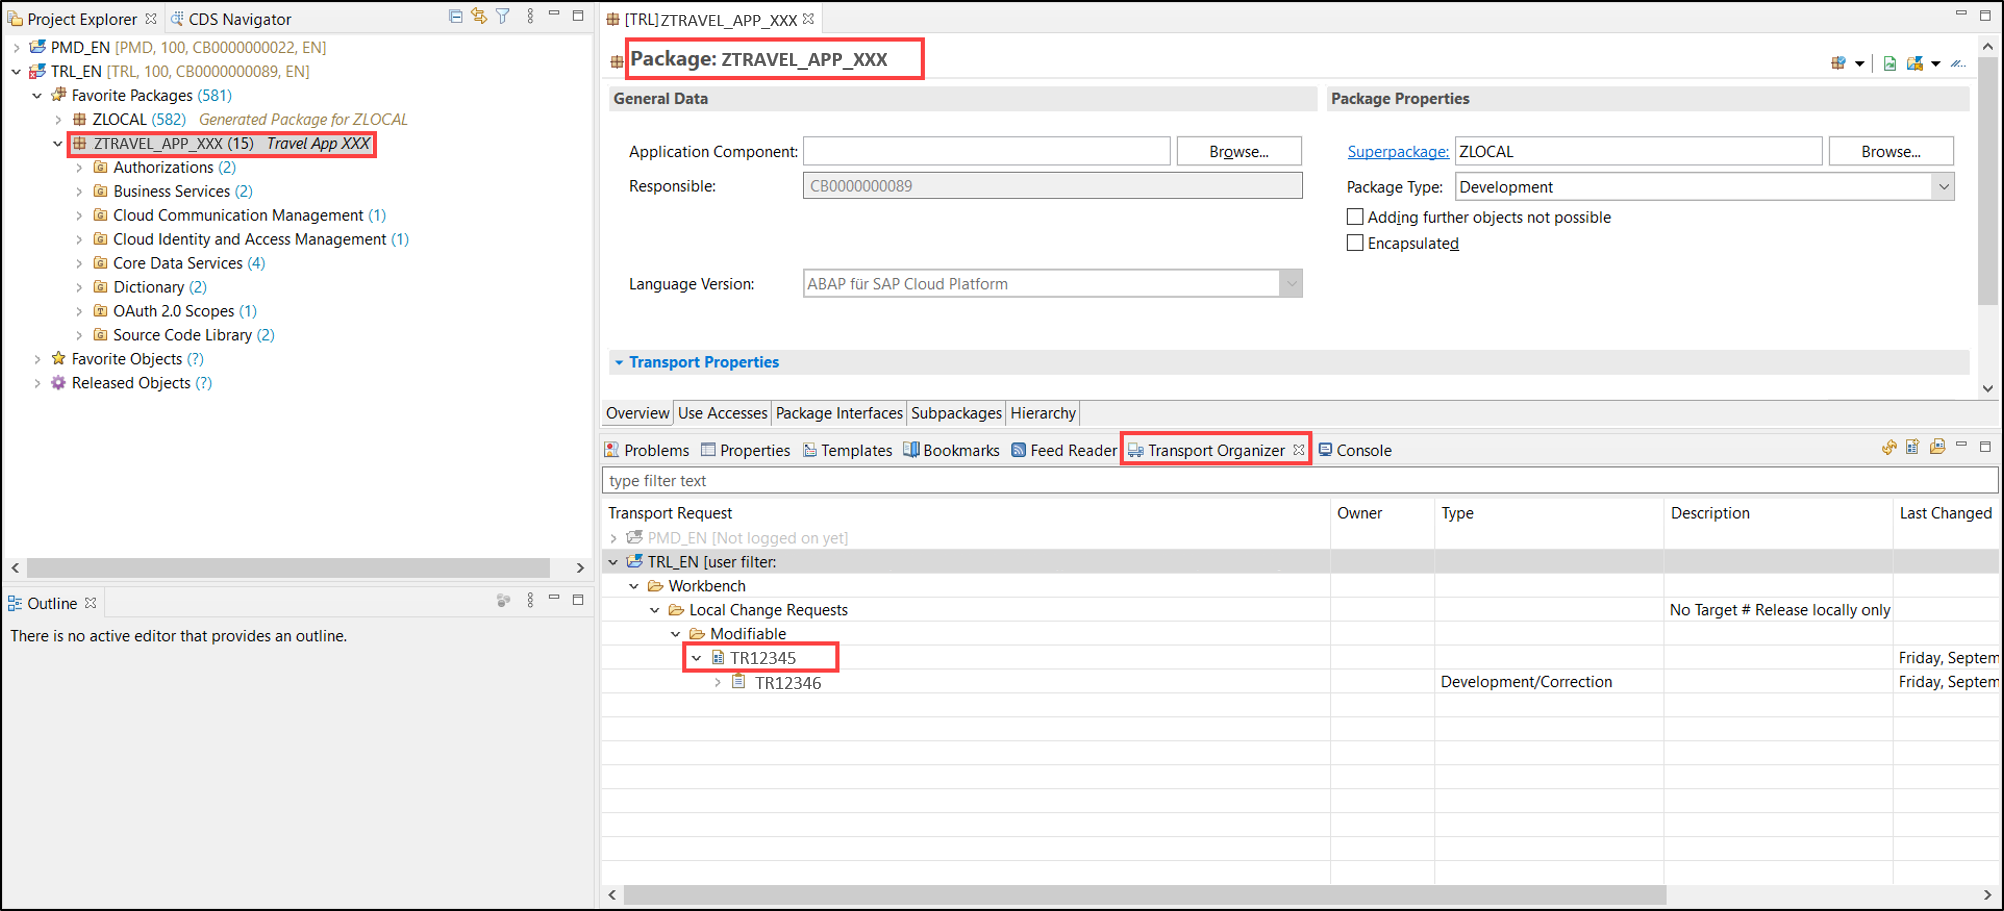 Project Explorer
CDS Navigator
PMD_EN [PMD, 100, CB0000000022, EN]
TRL_EN [TRL, 100, CB0000000089, EN]
Favorite Packages (581)
ZLOCAL (582) Generated Package for ZLOCAL
ZTRAVEL_APP_XXX (15) Travel App XXX
Authorizations (2)
Business Services (2)
Cloud Communication Management (1)
Cloud Identity and Access Management (1)
Core Data Services (4)
Dictionary (2)
OAuth 2.0 Scopes (1)
Source Code Library (2)
Favorite Objects (?)
Released Objects (?)
Outline
There is no active editor that provides an outline.
[TRL]ZTRAVEL_APP_XXX
Package: ZTRAVEL_APP_XXX
General Data
Application Component:
Browse...
Responsible: CB0000000089
Language Version: ABAP für SAP Cloud Platform
Package Properties
Superpackage: ZLOCAL
Browse...
Package Type: Development
Adding further objects not possible
Encapsulated
Transport Properties
Overview Use Accesses Package Interfaces Subpackages Hierarchy
Problems Properties Templates Bookmarks Feed Reader Transport Organizer Console
type filter text
Transport Request Owner Type Description Last Changed
PMD_EN [Not logged on yet]
TRL_EN [user filter:
Workbench
Local Change Requests No Target # Release locally only
Modifiable
TR12345 Friday, Septem
TR12346 Development/Correction Friday, Septem